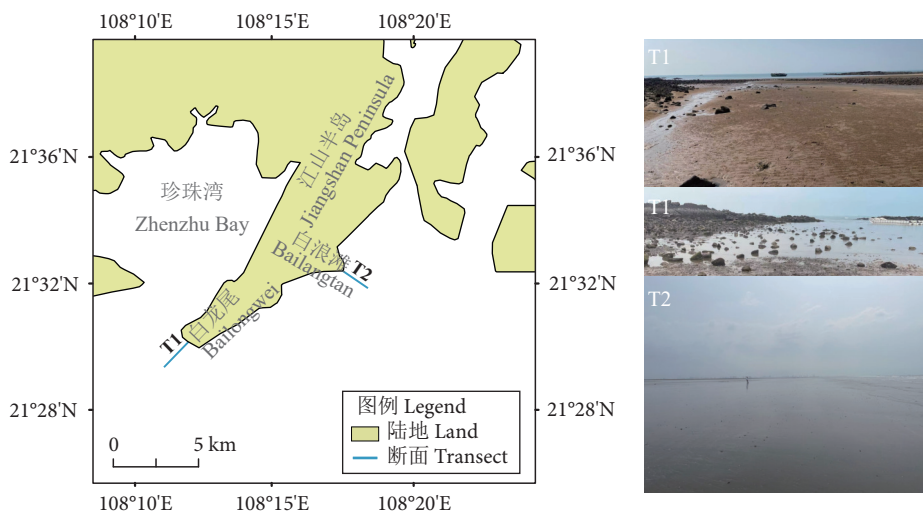 108°10'E 108°15'E 108°20'E
21°36'N 21°36'N
21°32'N 21°32'N
21°28'N 21°28'N
108°10'E 108°15'E 108°20'E
江山半岛
Jiangshan Peninsula
珍珠湾
Zhenzhu Bay
白浪滩
Bailangtan
T2
白龙尾
Bailongwei
T1
0 5 km
图例 Legend
陆地 Land
断面 Transect
T1
T1
T2